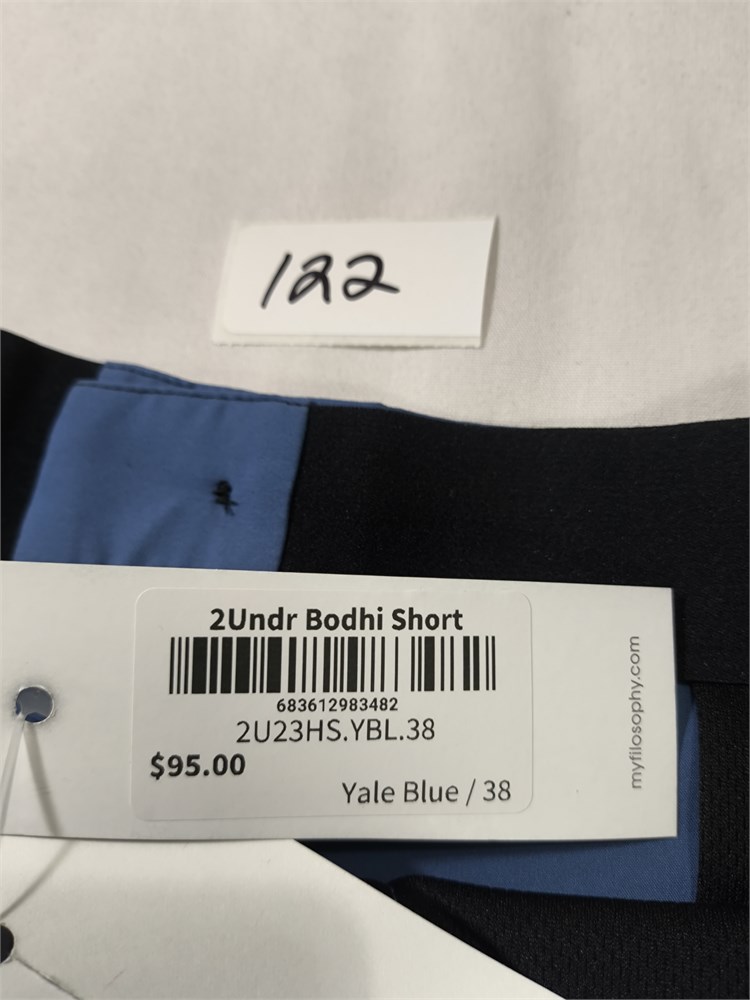 122
2Undr Bodhi Short
683612983482
2U23HS.YBL.38
$95.00
Yale Blue / 38
myfilosophy.com